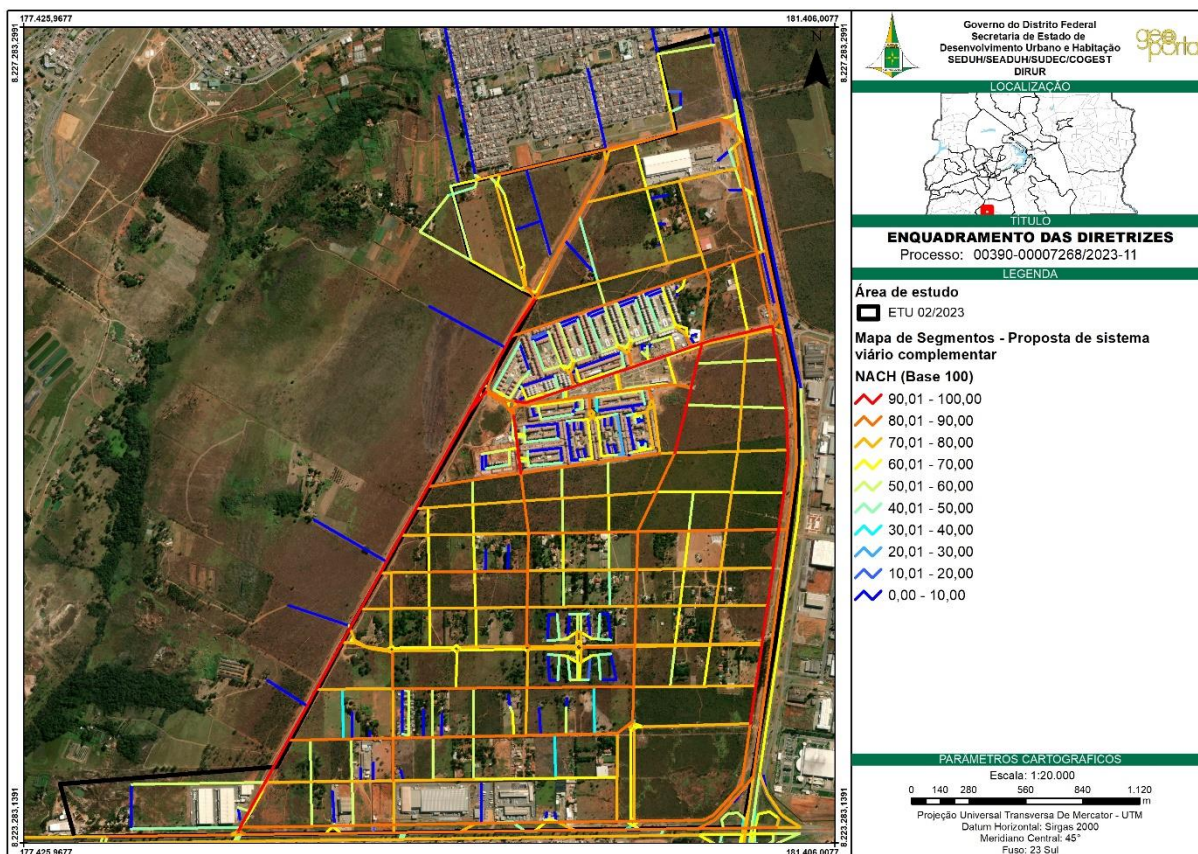 177.425,9677
181.406,0077
8.227.283,2991
8.227.283,2991
N
Governo do Distrito Federal
Secretaria de Estado de
Desenvolvimento Urbano e Habitação
SEDUH/SEADUH/SUDEC/COGEST
DIRUR
geo
porta
LOCALIZAÇÃO
TÍTULO
ENQUADRAMENTO DAS DIRETRIZES
Processo: 00390-00007268/2023-11
LEGENDA
Área de estudo
ETU 02/2023
Mapa de Segmentos - Proposta de sistema
viário complementar
NACH (Base 100)
90,01 - 100,00
80,01 - 90,00
70,01 - 80,00
60,01 - 70,00
50,01 - 60,00
40,01 - 50,00
30,01 - 40,00
20,01 - 30,00
10,01 - 20,00
0,00 - 10,00
PARAMETROS CARTOGRAFICOS
Escala: 1:20.000
0 140 280 560 840 1.120
m
Projeção Universal Transversa De Mercator - UTM
Datum Horizontal: Sirgas 2000
Meridiano Central: 45°
Fuso: 23 Sul
8.223.283,1391
8.223.283,1391
177.425,9677
181.406,0077